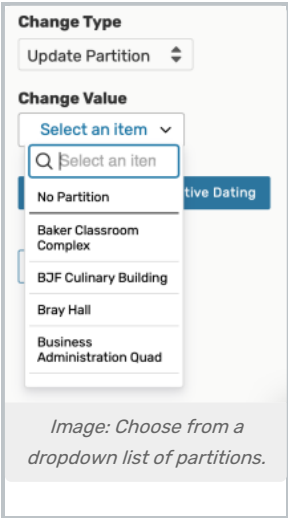 Change Type
Update Partition
Change Value
Select an item
Select an iten
No Partition
tive Dating
Baker Classroom
Complex
BJF Culinary Building
Bray Hall
Business
Administration Quad
Image: Choose from a
dropdown list of partitions.